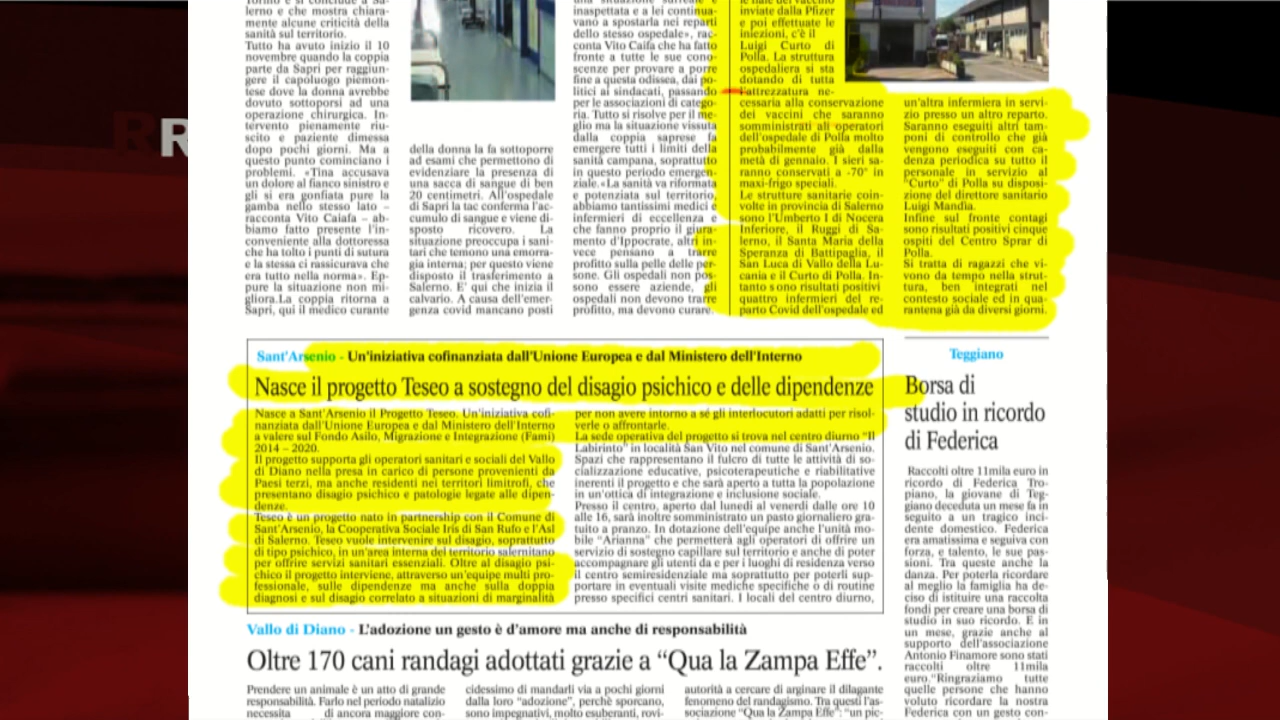 lerno e che mostra chiara-
mente alcune criticità della
sanità sul territorio.
Tutto ha avuto inizio il 10
novembre quando la coppia
parte da Sapri per raggiun-
gere il capoluogo piemon-
tese dove la donna avrebbe
dovuto sottoporsi ad una
operazione chirurgica. In-
tervento pienamente riu-
scito e paziente dimessa
dopo pochi giorni. Ma a
questo punto cominciano i
problemi. «Tina accusava
un dolore al fianco sinistro e
gli si era gonfiata pure la
gamba nello stesso lato –
racconta Vito Caiafa – ab-
biamo fatto presente l'in-
conveniente alla dottoressa
che ha tolto i punti di sutura
e la stessa ci rassicurava che
era tutto nella norma». Ep-
pure la situazione non mi-
gliora.La coppia ritorna a
Sapri, qui il medico curante
della donna la fa sottoporre
ad esami che permettono di
evidenziare la presenza di
una sacca di sangue di ben
20 centimetri. All'ospedale
di Sapri la tac conferma l'ac-
cumulo di sangue e viene di-
sposto ricovero. La
situazione preoccupa i sani-
tari che temono una emorra-
gia interna; per questo viene
disposto il trasferimento a
Salerno. E' qui che inizia il
calvario. A causa dell'emer-
genza covid mancano posti
inaspettata e a lei continua-
vano a spostarla nei reparti
dello stesso ospedale», rac-
conta Vito Caifa che ha fatto
fronte a tutte le sue cono-
scenze per provare a porre
fine a questa odissea, dai po-
litici ai sindacati, passando
per le associazioni di catego-
ria. Tutto si risolve per il me-
glio ma la situazione vissuta
dalla coppia saprese fa
emergere tutti i limiti della
sanità campana, soprattutto
in questo periodo emergen-
ziale.«La sanità va riformata
e potenziata sul territorio,
abbiamo tantissimi medici e
infermieri di eccellenza e
che fanno proprio il giura-
mento d'Ippocrate, altri in-
vece pensano a trarre
profitto sulla pelle delle per-
sone. Gli ospedali non pos-
sono essere aziende, gli
ospedali non devono trarre
profitto, ma devono curare.
inviate dalla Pfizer
e poi effettuate le
iniezioni, c'è il
Luigi Curto di
Polla. La struttura
ospedaliera si sta
dotando di tutta
l'attrezzatura ne-
cessaria alla conservazione
dei vaccini che saranno
somministrati ali operatori
dell'ospedale di Polla molto
probabilmente già dalla
metà di gennaio. I sieri sa-
ranno conservati a -70° in
maxi-frigo speciali.
Le strutture sanitarie coin-
volte in provincia di Salerno
sono l'Umberto I di Nocera
Inferiore, il Ruggi di Sa-
lerno, il Santa Maria della
Speranza di Battipaglia, il
San Luca di Vallo della Lu-
cania e il Curto di Polla. In-
tanto s ono risultati positivi
quattro infermieri del re-
parto Covid dell'ospedale ed
un'altra infermiera in servi-
zio presso un altro reparto.
Saranno eseguiti altri tam-
poni di controllo che già
vengono eseguiti con ca-
denza periodica su tutto il
personale in servizio al
"Curto" di Polla su disposi-
zione del direttore sanitario
Luigi Mandia.
Infine sul fronte contagi
sono risultati positivi cinque
ospiti del Centro Sprar di
Polla.
Si tratta di ragazzi che vi-
vono da tempo nella strut-
tura, ben integrati nel
contesto sociale ed in qua-
rantena già da diversi giorni.
Sant'Arsenio - Un'iniziativa cofinanziata dall'Unione Europea e dal Ministero dell'Interno
Nasce il progetto Teseo a sostegno del disagio psichico e delle dipendenze
Nasce a Sant'Arsenio il Progetto Teseo. Un'iniziativa cofi-
nanziata dall'Unione Europea e dal Ministero dell'Interno
a valere sul Fondo Asilo, Migrazione e Integrazione (Fami)
2014 – 2020.
Il progetto supporta gli operatori sanitari e sociali del Vallo
di Diano nella presa in carico di persone provenienti da
Paesi terzi, ma anche residenti nei territori limitrofi, che
presentano disagio psichico e patologie legate alle dipen-
denze.
Teseo è un progetto nato in partnership con il Comune di
Sant'Arsenio, la Cooperativa Sociale Iris di San Rufo e l'Asl
di Salerno. Teseo vuole intervenire sul disagio, soprattutto
di tipo psichico, in un'area interna del territorio salernitano
per offrire servizi sanitari essenziali. Oltre al disagio psi-
chico il progetto interviene, attraverso un'equipe multi pro-
fessionale, sulle dipendenze ma anche sulla doppia
diagnosi e sul disagio correlato a situazioni di marginalità
per non avere intorno a sé gli interlocutori adatti per risol-
verle o affrontarle.
La sede operativa del progetto si trova nel centro diurno "Il
Labirinto" in località San Vito nel comune di Sant'Arsenio.
Spazi che rappresentano il fulcro di tutte le attività di so-
cializzazione educative, psicoterapeutiche e riabilitative
inerenti il progetto e che sarà aperto a tutta la popolazione
in un'ottica di integrazione e inclusione sociale.
Presso il centro, aperto dal lunedì al venerdì dalle ore 10
alle 16, sarà inoltre somministrato un pasto giornaliero gra-
tuito a pranzo. In dotazione dell'equipe anche l'unità mo-
bile "Arianna" che permetterà agli operatori di offrire un
servizio di sostegno capillare sul territorio e anche di poter
accompagnare gli utenti da e per i luoghi di residenza verso
il centro semiresidenziale ma soprattutto per poterli sup-
portare in eventuali visite mediche specifiche o di routine
presso specifici centri sanitari. I locali del centro diurno,
Teggiano
Borsa di
studio in ricordo
di Federica
Raccolti oltre 11mila euro in
ricordo di Federica Tro-
piano, la giovane di Teg-
giano deceduta un mese fa in
seguito a un tragico inci-
dente domestico. Federica
era amatissima e seguiva con
forza, e talento, le sue pas-
sioni. Tra queste anche la
danza. Per poterla ricordare
al meglio la famiglia ha de-
ciso di istituire una raccolta
fondi per creare una borsa di
studio in suo ricordo. E in
un mese, grazie anche al
supporto dell'associazione
Antonio Finamore sono stati
raccolti oltre 11mila
euro."Ringraziamo tutte
quelle persone che hanno
voluto ricordare la nostra
Federica con un gesto con-
Vallo di Diano - L'adozione un gesto è d'amore ma anche di responsabilità
Oltre 170 cani randagi adottati grazie a "Qua la Zampa Effe".
Prendere un animale è un atto di grande
responsabilità. Farlo nel periodo natalizio
necessita di ancora maggiore con-
cidessimo di mandarli via a pochi giorni
dalla loro "adozione", perchè sporcano,
sono impegnativi, molto esuberanti, rovi-
autorità a cercare di arginare il dilagante
fenomeno del randagismo. Tra questi l'as-
sociazione "Qua la Zampa Effe": "un pic-